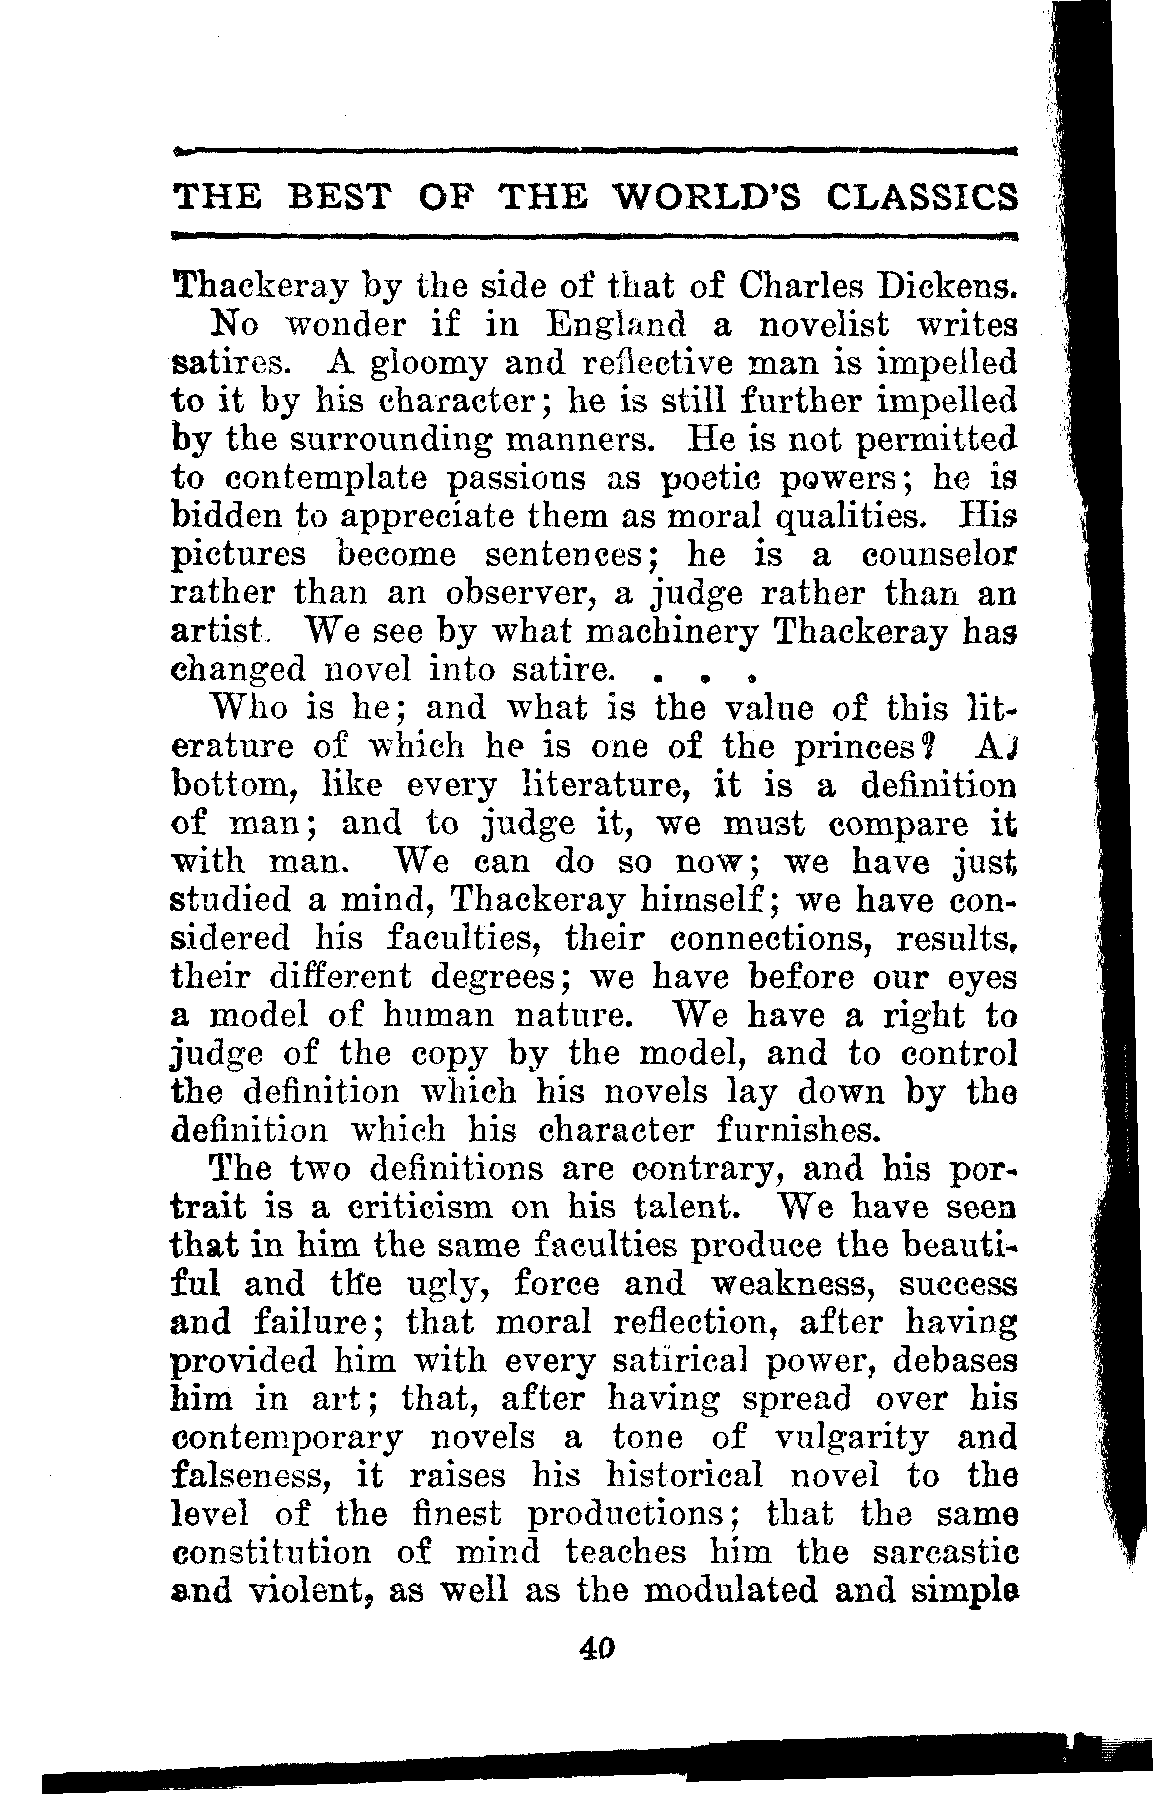 THE BEST OF THE WORLD'S CLASSICS
Thackeray by the side of that of Charles Dickens.
No wonder if in England a novelist writes
satires. A gloomy and reflective man is impelled
to it by his character; he is still further impelled
by the surrounding manners. He is not permitted
to contemplate passions as poetic powers; he is
bidden to appreciate them as moral qualities. His
pictures become sentences; he is a counselor
rather than an observer, a judge rather than an
artist. We see by what machinery Thackeray has
changed novel into satire. . . .
Who is he; and what is the value of this lit-
erature of which he is one of the princes? At
bottom, like every literature, it is a definition
of man; and to judge it, we must compare it
with man. We can do so now; we have just
studied a mind, Thackeray himself; we have con-
sidered his faculties, their connections, results,
their different degrees; we have before our eyes
a model of human nature. We have a right to
judge of the copy by the model, and to control
the definition which his novels lay down by the
definition which his character furnishes.
The two definitions are contrary, and his por-
trait is a criticism on his talent. We have seen
that in him the same faculties produce the beauti-
ful and the ugly, force and weakness, success
and failure; that moral reflection, after having
provided him with every satirical power, debases
him in art; that, after having spread over his
contemporary novels a tone of vulgarity and
falseness, it raises his historical novel to the
level of the finest productions; that the same
constitution of mind teaches him the sarcastic
and violent, as well as the modulated and simple
40